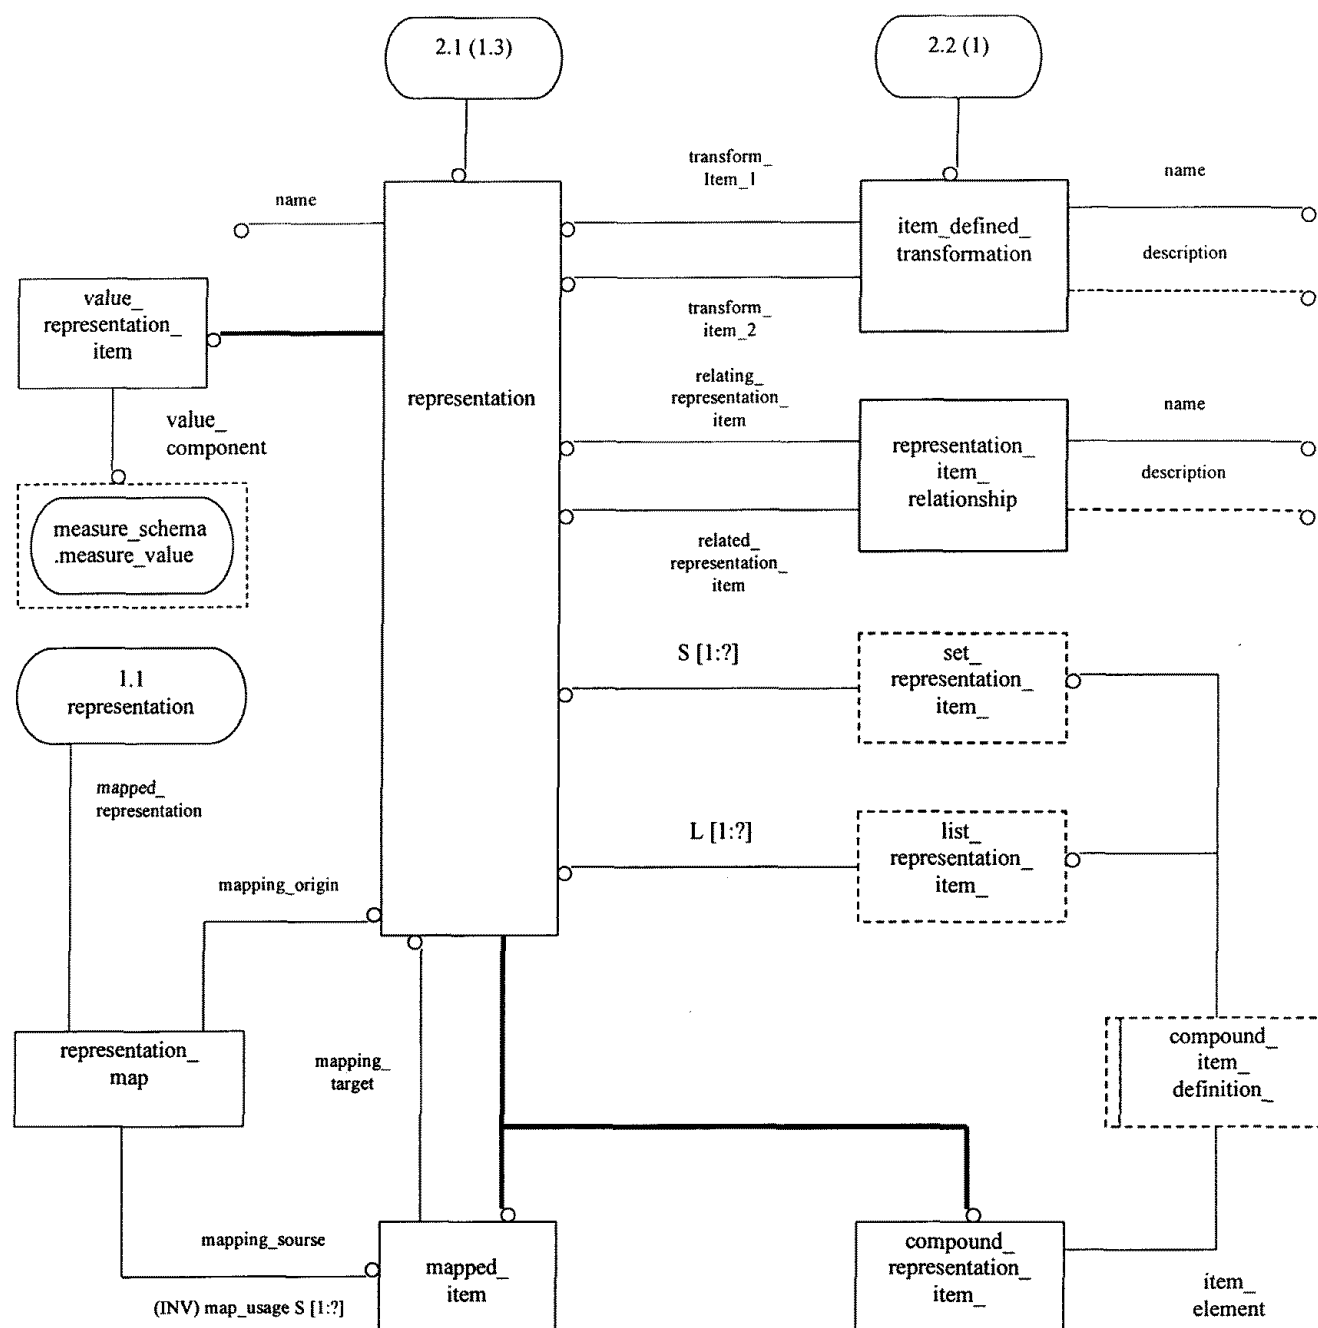 2.1 (1.3)
2.2 (1)
name
transform_
Item_1
name
item_defined_
transformation
description
value_
representation_
item
transform_
item_2
representation
relating_
representation_
item
name
value_
component
representation_
item_
relationship
description
measure_schema
.measure_value
related_
representation_
item
S [1:?]
set_
representation_
item_
1.1
representation
mapped_
representation
L [1:?]
list_
representation_
item_
mapping_origin
representation_
map
mapping_
target
compound_
item_
definition_
mapping_sourse
mapped_
item
compound_
representation_
item_
(INV) map_usage S [1:?]
item_
element